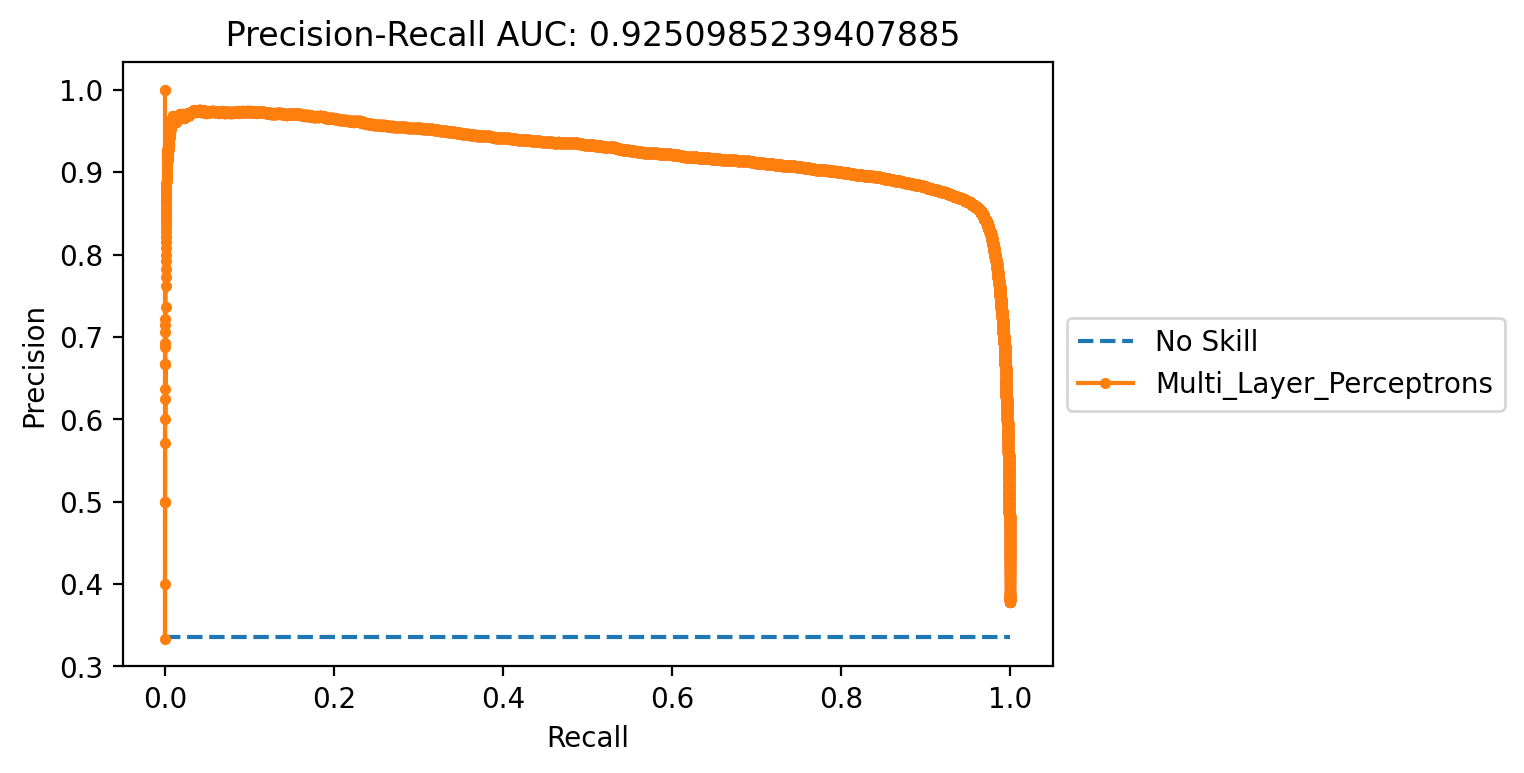 Precision-Recall AUC: 0.9250985239407885
1.0
0.9
0.8
0.7
0.6
0.5
0.4
0.3
Precision
0.0 0.2 0.4 0.6 0.8 1.0
Recall
No Skill
Multi_Layer_Perceptrons